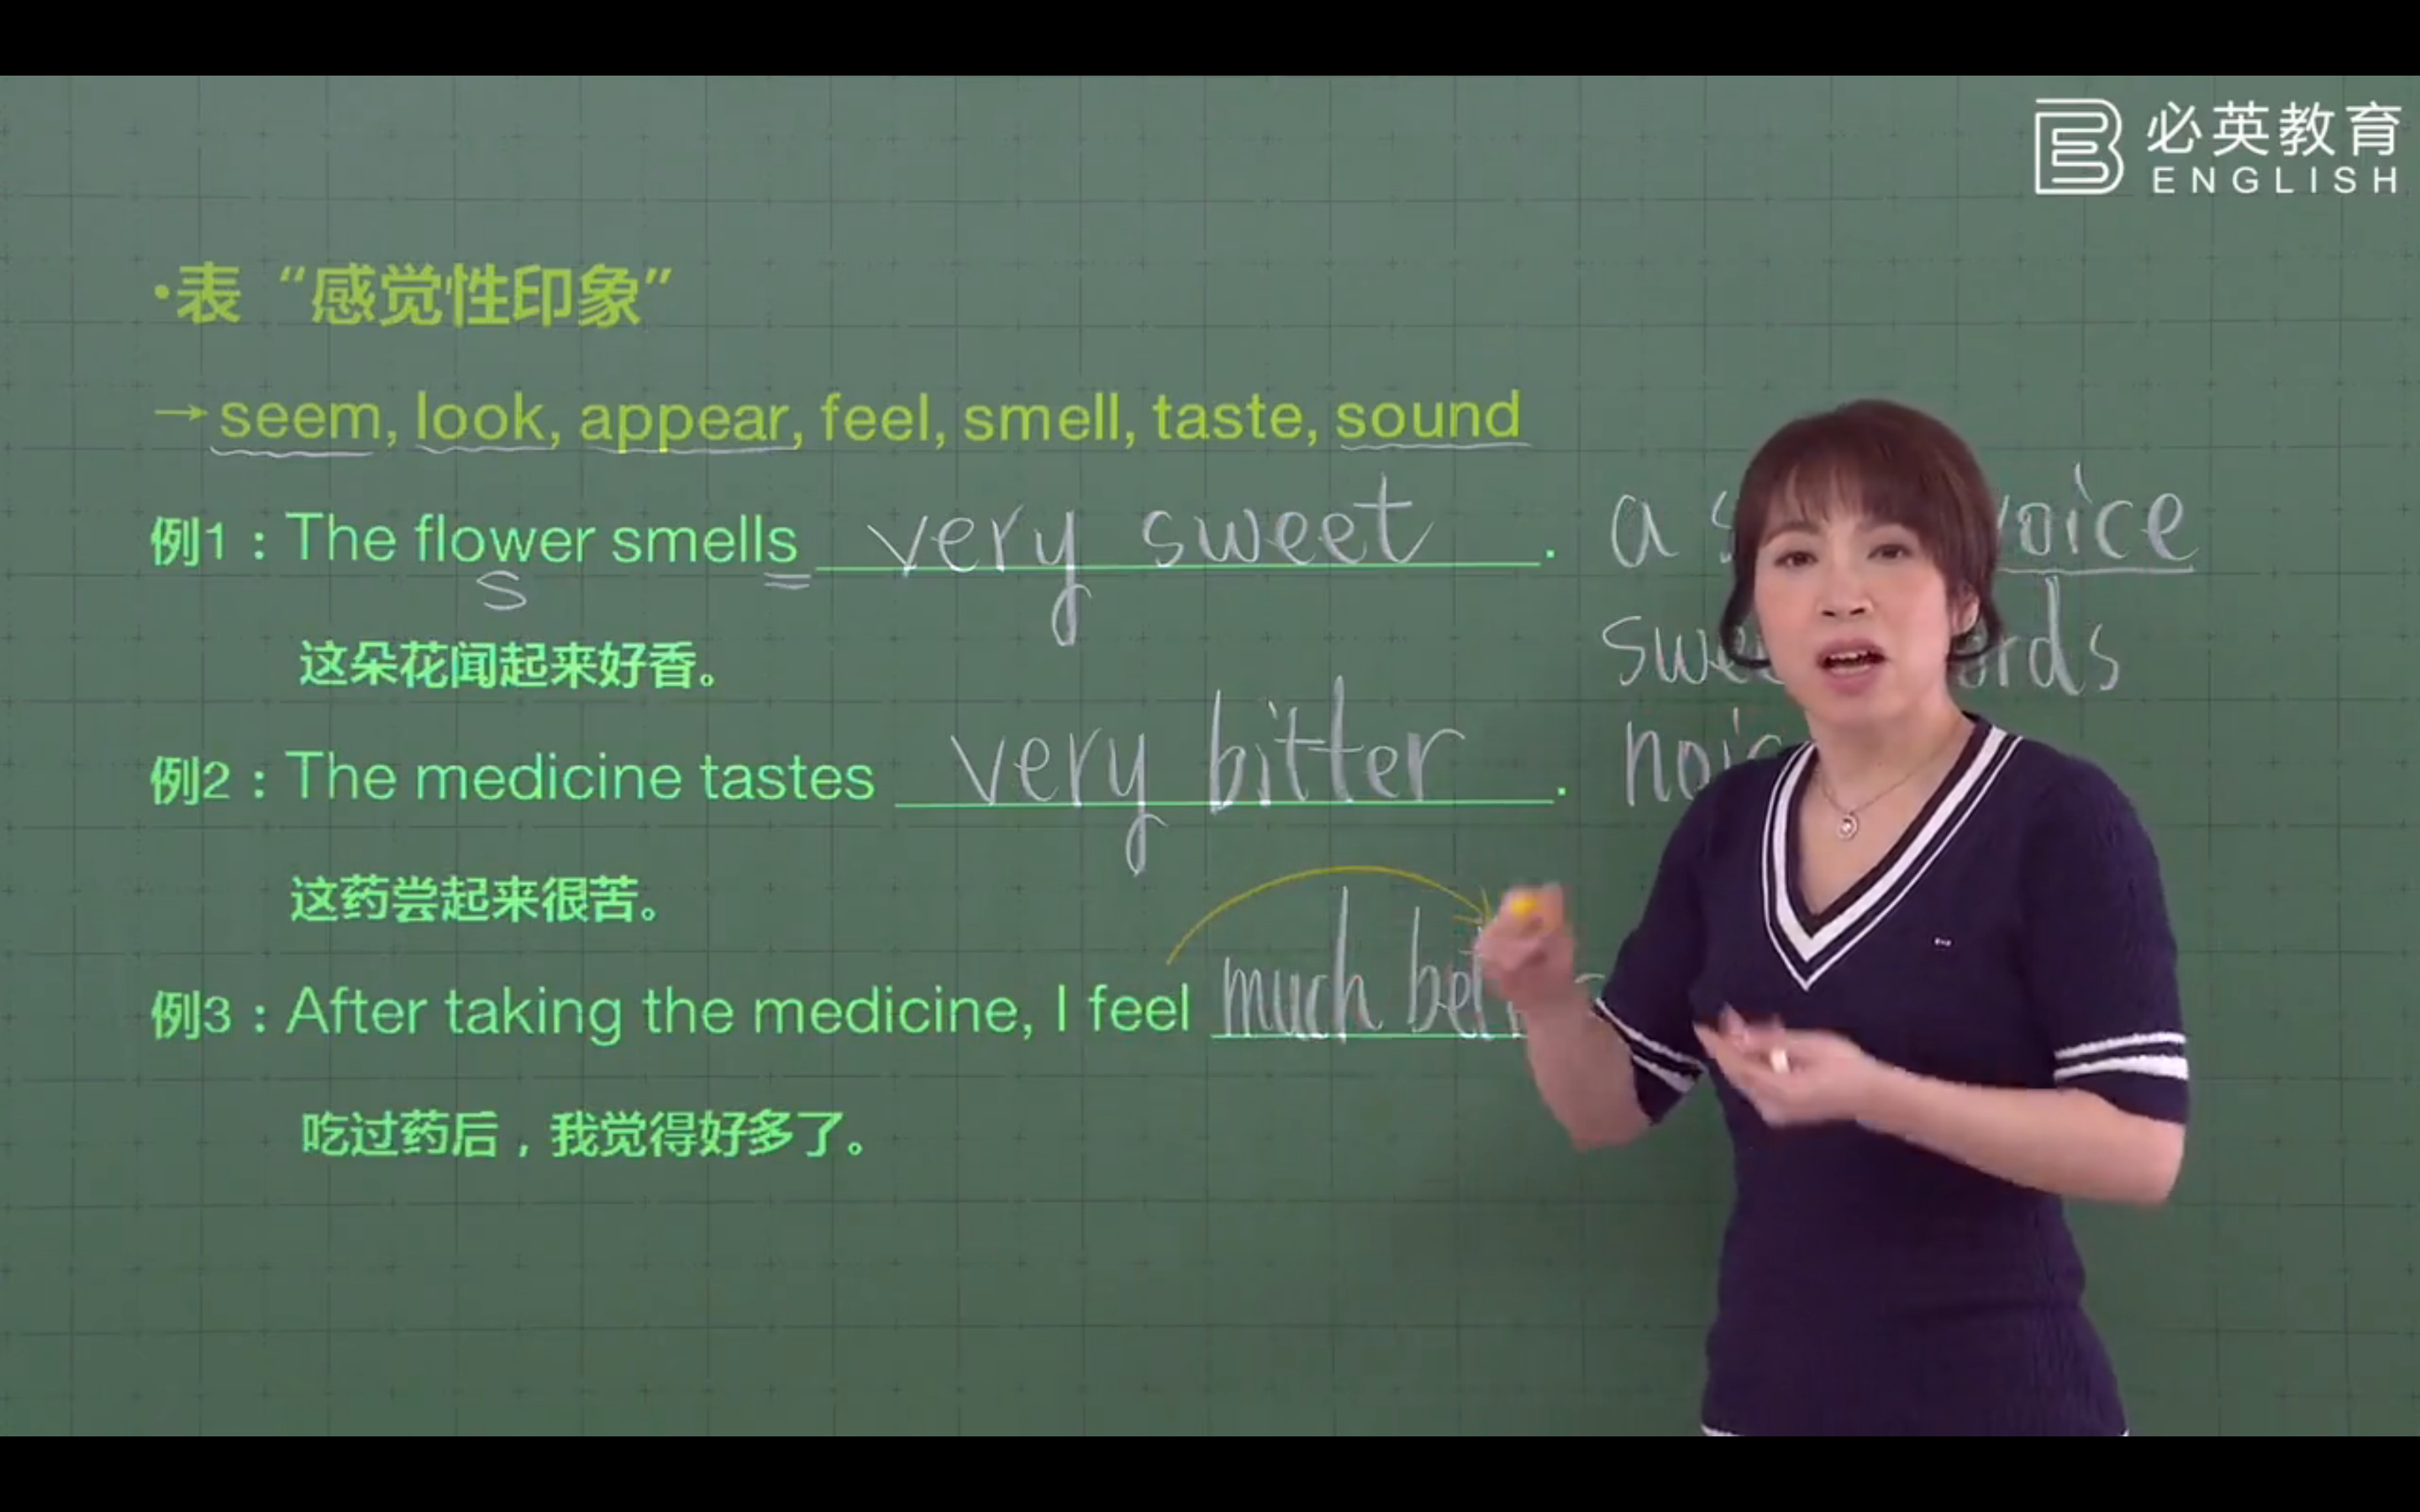 必英教育
ENGLISH
•表“感觉性印象”
→seem, look, appear, feel, smell, taste, sound
例1：The flower smells very sweet.
s
a voice
这朵花闻起来好香。
例2：The medicine tastes very bitter.
这药尝起来很苦。
例3：After taking the medicine, I feel much
吃过药后，我觉得好多了。